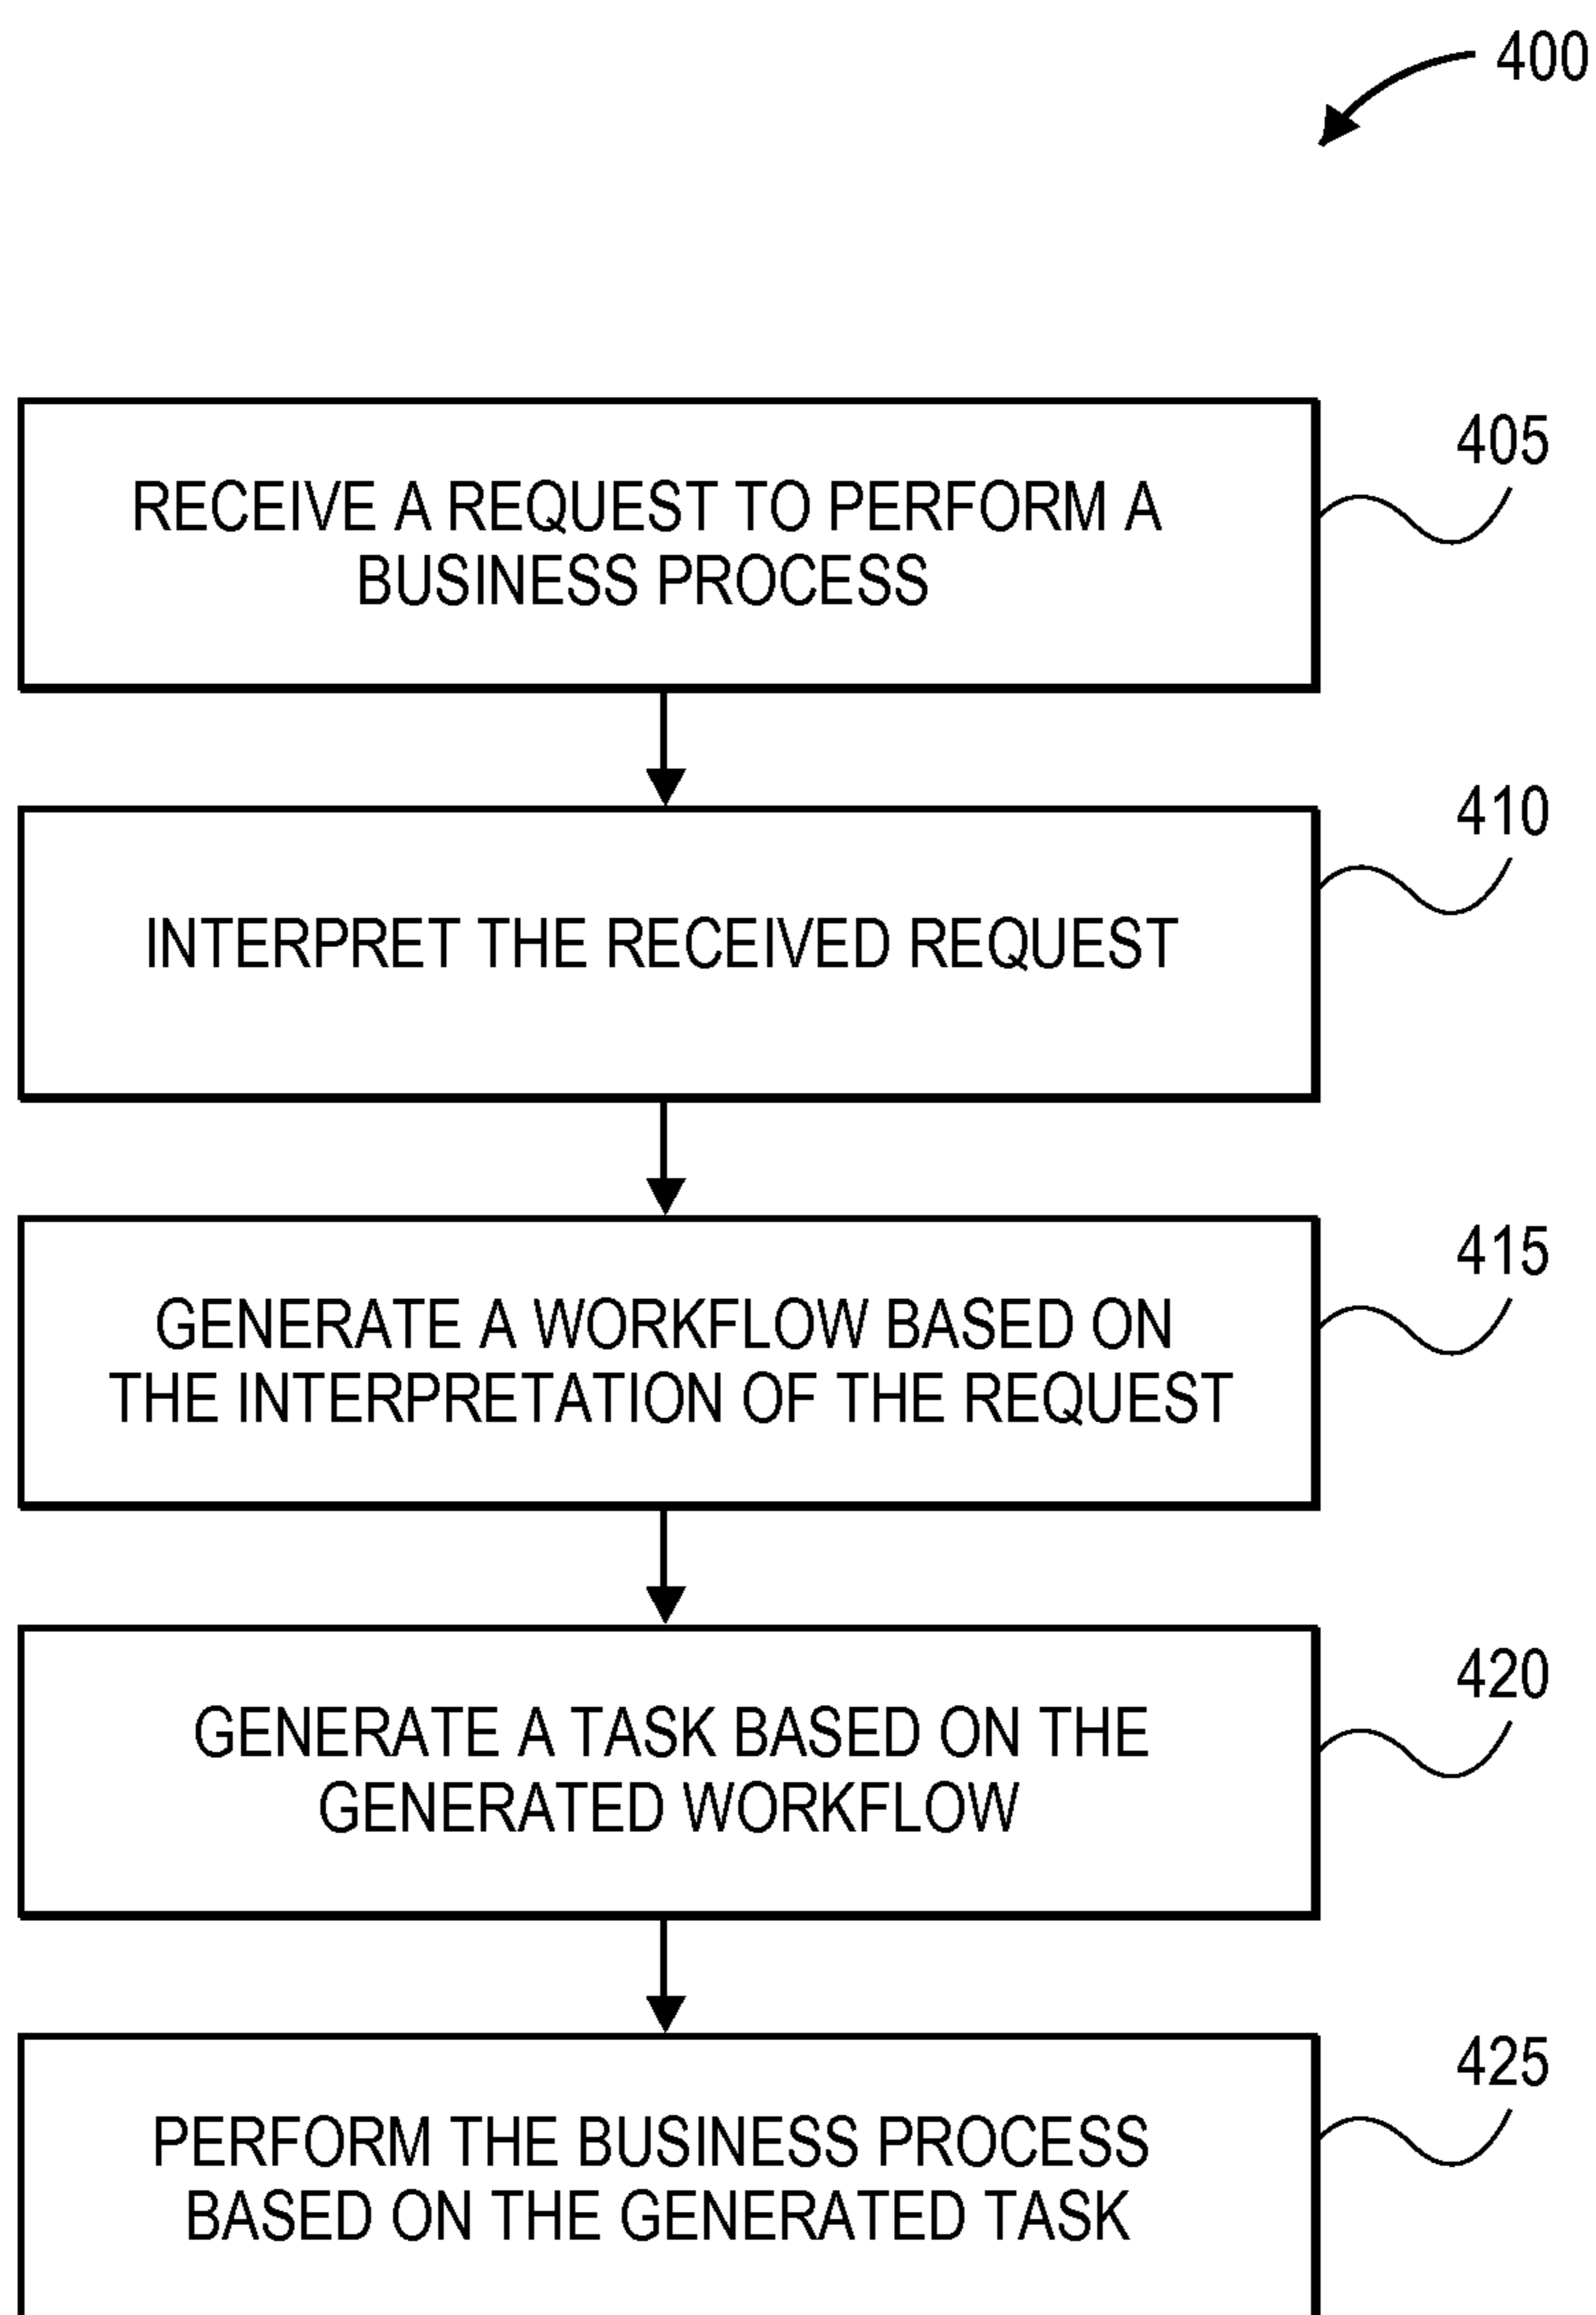 400
405
RECEIVE A REQUEST TO PERFORM A
BUSINESS PROCESS
410
INTERPRET THE RECEIVED REQUEST
415
GENERATE A WORKFLOW BASED ON
THE INTERPRETATION OF THE REQUEST
420
GENERATE A TASK BASED ON THE
GENERATED WORKFLOW
425
PERFORM THE BUSINESS PROCESS
BASED ON THE GENERATED TASK